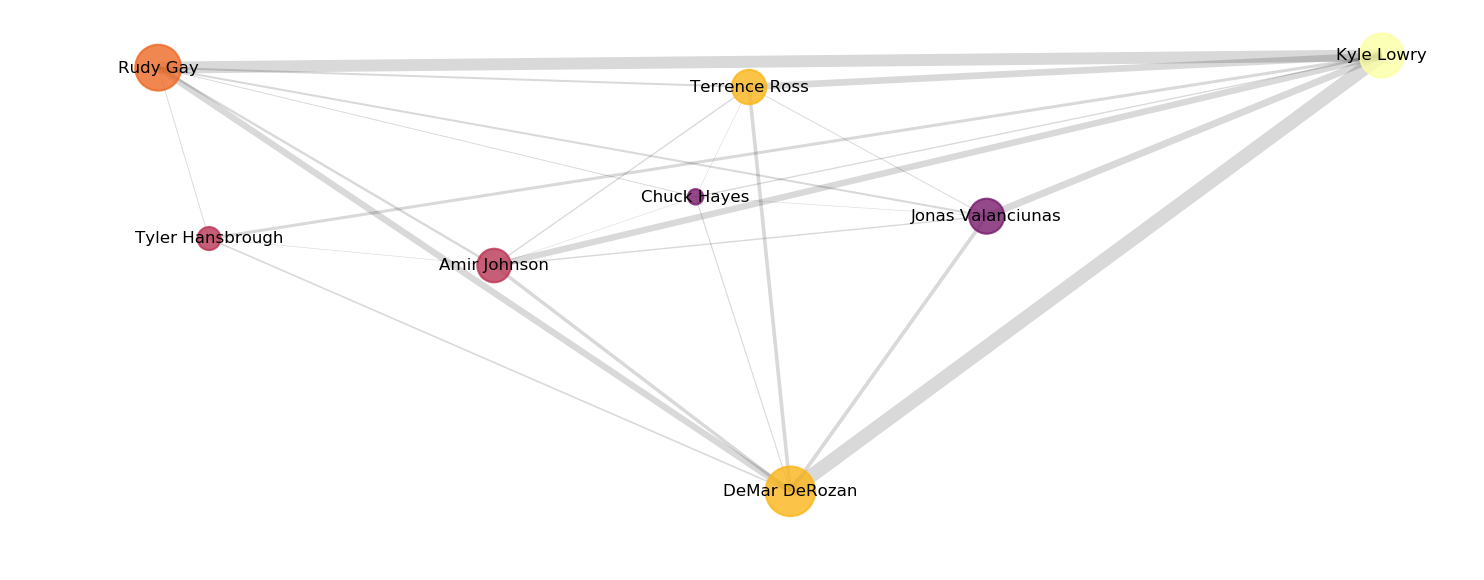 Kyle Lowry
Rudy Gay
Terrence Ross
Chuck Hayes
Jonas Valanciunas
Tyler Hansbrough
Amir Johnson
DeMar DeRozan